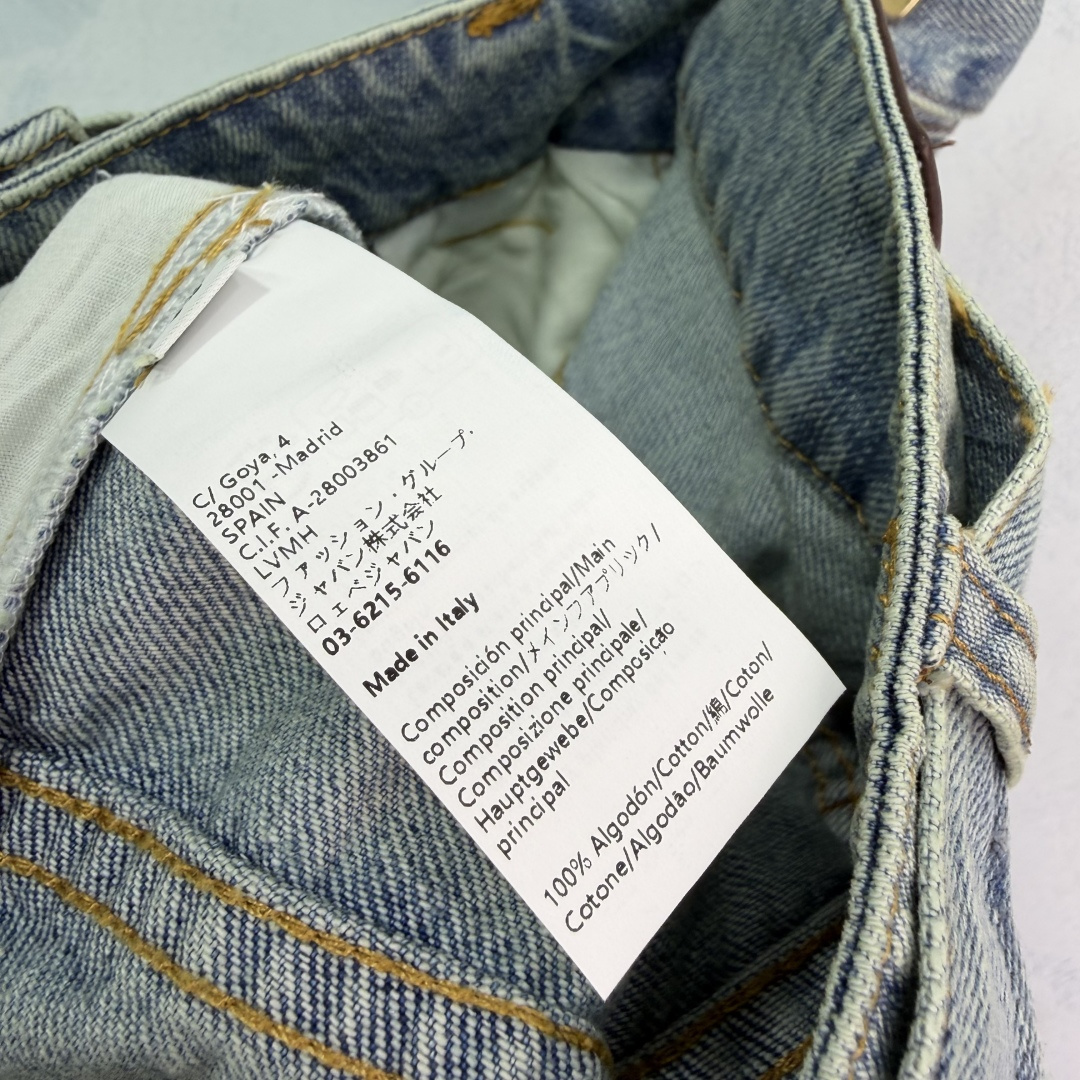 C/ Goya, 4
28001 -Madrid
SPAIN
C.I.F. A-28003861
LVMH
ファッション・グループ・
ジャパン株式会社
ロェベジャパン
03-6215-6116
Made in Italy
Composición principal/Main
composition/メインファブリック/
Composition principal/
Composizione principale/
Hauptgewebe/Composição
principal
100% Algodón/Cotton/綿/Coton/
Cotone/Algodão/Baumwolle